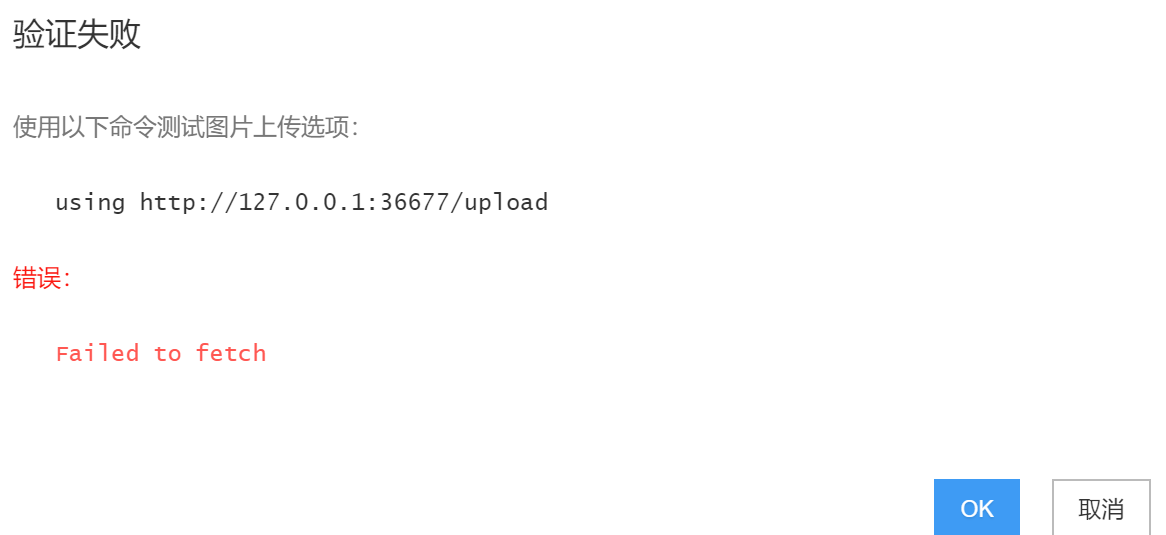 验证失败
使用以下命令测试图片上传选项：
using http://127.0.0.1:36677/upload
错误：
Failed to fetch
OK
取消